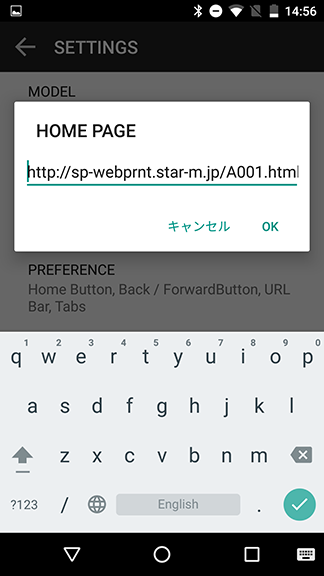 14:56
SETTINGS
MODEL
HOME PAGE
http://sp-webprnt.star-m.jp/A001.html
キャンセル OK
PREFERENCE
Home Button, Back / ForwardButton, URL
Bar, Tabs
1 2 3 4 5 6 7 8 9 0
q w e r t y u i o p
a s d f g h j k l
z x c v b n m
?123 / English .